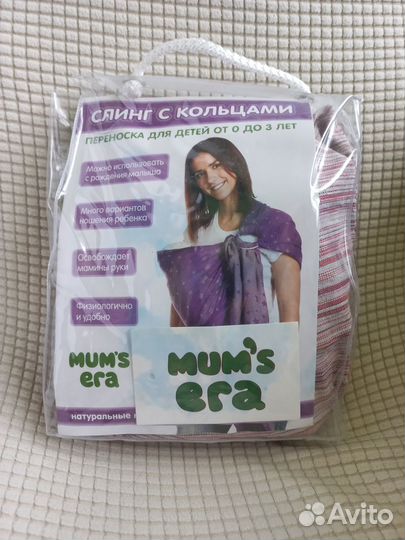 СЛИНГ С КОЛЬЦАМИ
ПЕРЕНОСКА ДЛЯ ДЕТЕЙ ОТ 0 ДО 3 ЛЕТ
Можно использовать
с рождения малыша
Много вариантов
ношения ребенка
Освобождает
мамины руки
Физиологично
и удобно
MUM'S
era
MUM'S
era
натуральные
Avito